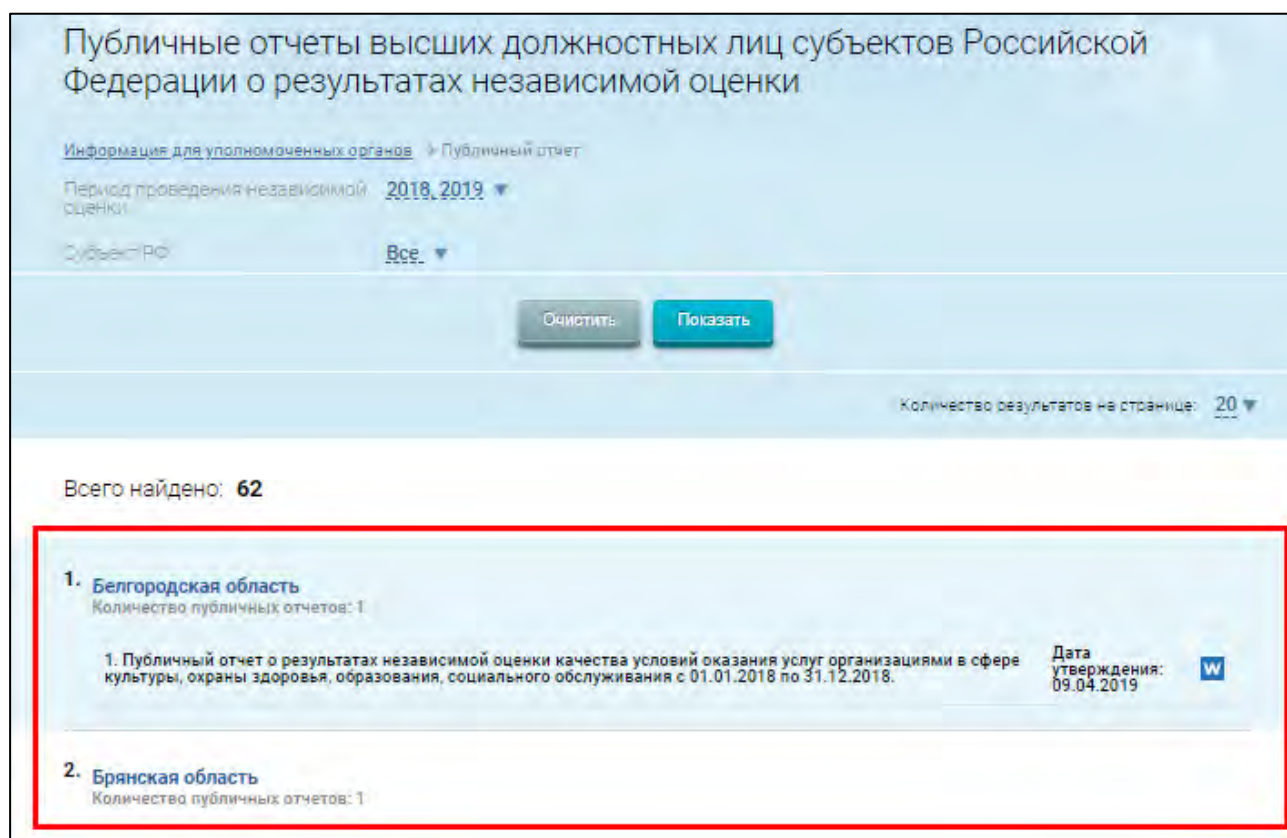 Публичные отчеты высших должностных лиц субъектов Российской
Федерации о результатах независимой оценки
Информация для уполномоченных органов > Публичный отчет
Период проведения независимой 2018, 2019 ▼
оценки
Субъект РФ Все ▼
Очистить Показать
Количество результатов на странице: 20 ▼
Всего найдено: 62
1. Белгородская область
Количество публичных отчетов: 1
1. Публичный отчет о результатах независимой оценки качества условий оказания услуг организациями в сфере
культуры, охраны здоровья, образования, социального обслуживания с 01.01.2018 по 31.12.2018.
Дата
утверждения:
09.04.2019
W
2. Брянская область
Количество публичных отчетов: 1